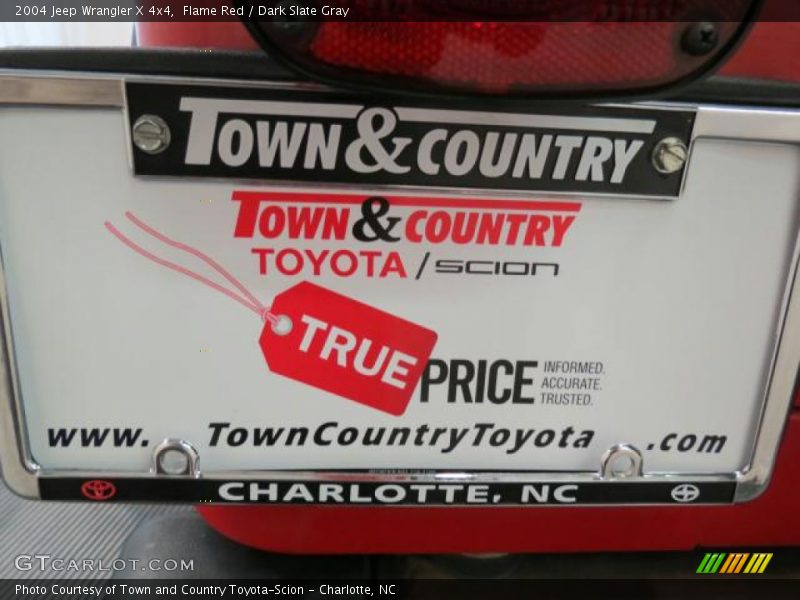 2004 Jeep Wrangler X 4x4,  Flame Red / Dark Slate Gray
TOWN & COUNTRY
TOWN & COUNTRY
TOYOTA / SCION
TRUE PRICE
INFORMED.
ACCURATE.
TRUSTED.
www. TownCountryToyota .com
CHARLOTTE, NC
GTCARLOT.COM
Photo Courtesy of Town and Country Toyota-Scion - Charlotte, NC